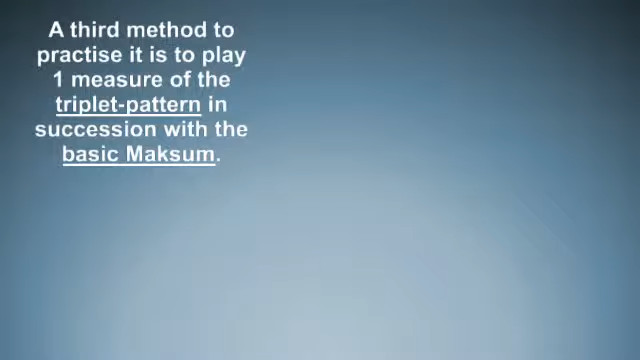 A third method to
practise it is to play
1 measure of the
triplet-pattern in
succession with the
basic Maksum.